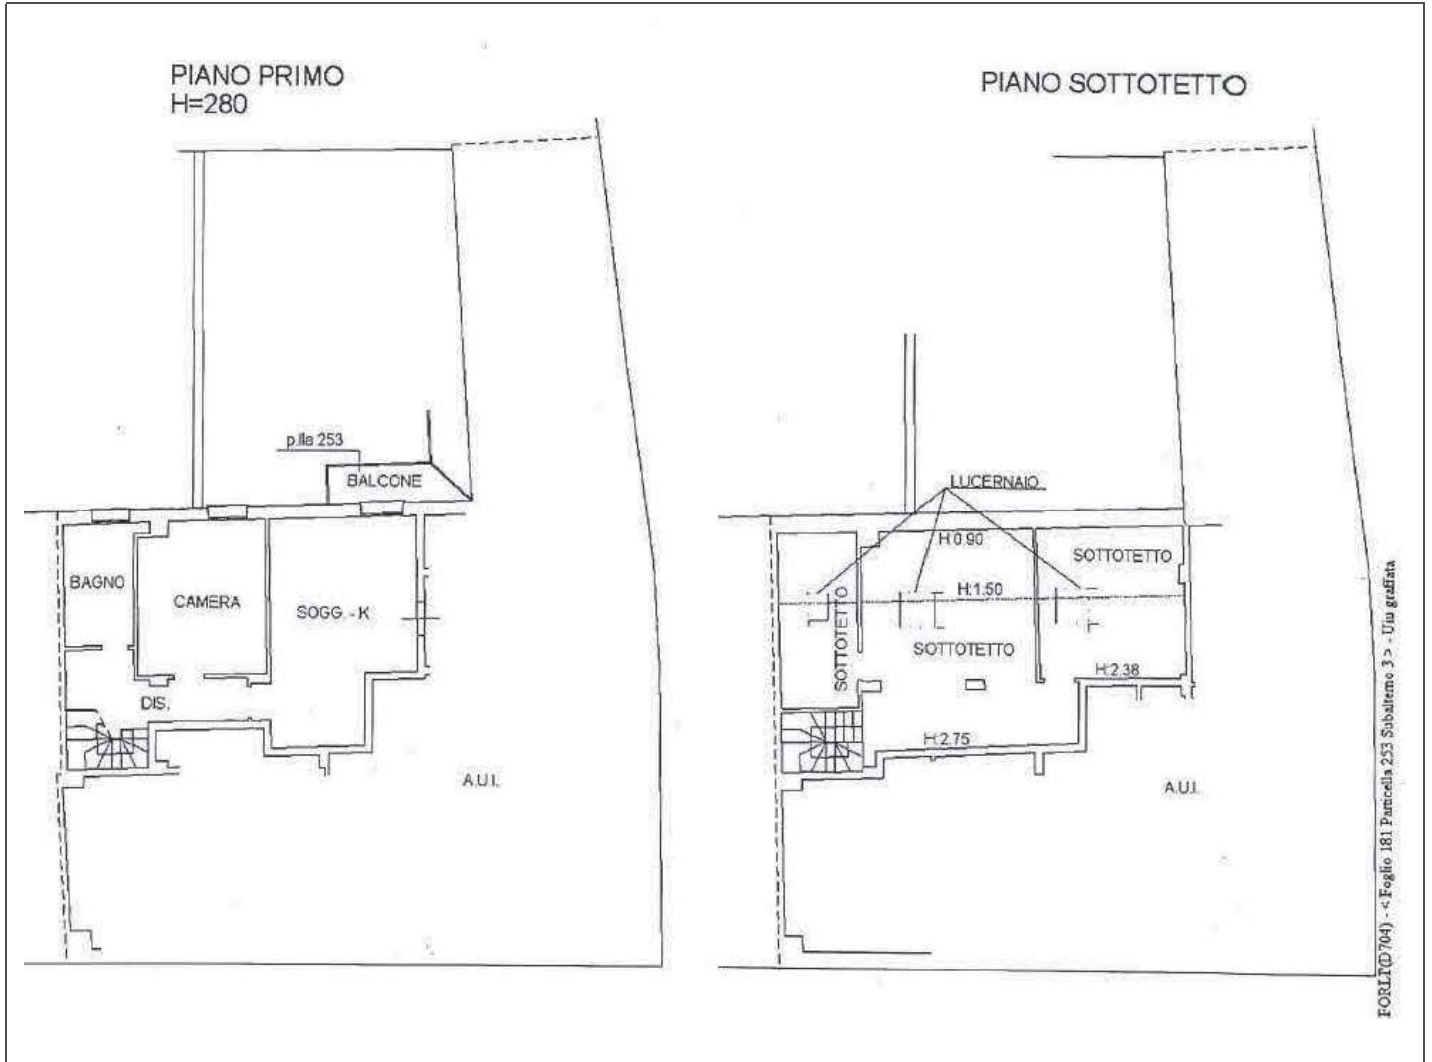 PIANO PRIMO
H=280
p.lla 253
BALCONE
BAGNO
CAMERA
SOGG. - K
DIS.
A.U.I.
PIANO SOTTOTETTO
LUCERNAIO
H:0.90
SOTTOTETTO
H:1.50
SOTTOTETTO
SOTTOTETTO
H:2.38
H:2.75
A.U.I.
FORLI'(D704) - < Foglio 181 Particella 253 Subalterno 3 > - Uiu graffata